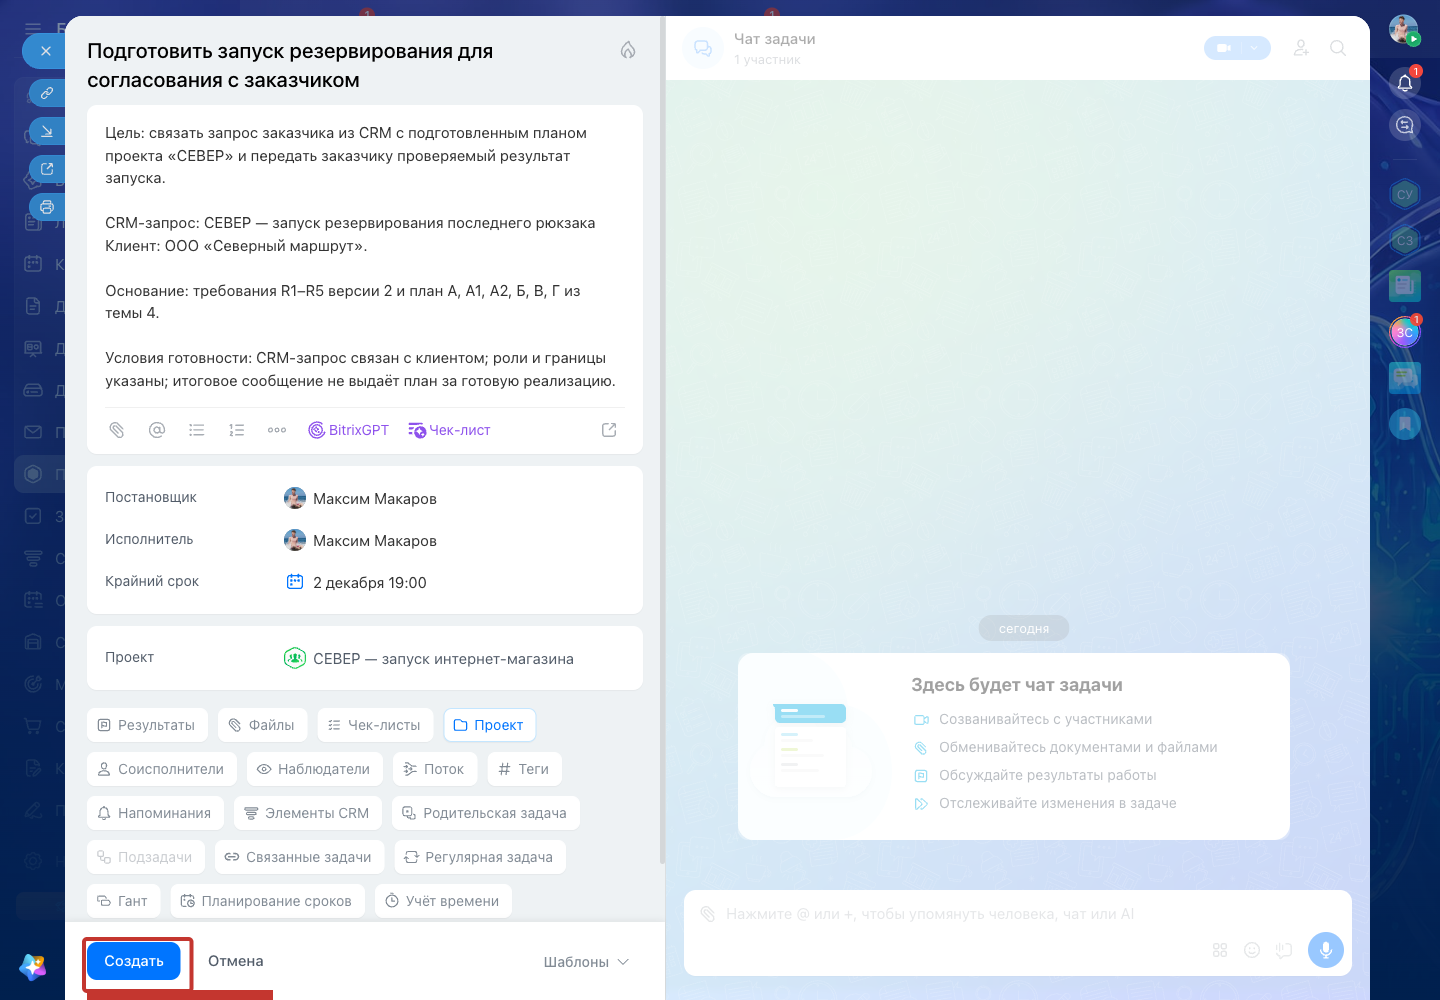 Подготовить запуск резервирования для
согласования с заказчиком
Цель: связать запрос заказчика из CRM с подготовленным планом
проекта «СЕВЕР» и передать заказчику проверяемый результат
запуска.
CRM-запрос: СЕВЕР — запуск резервирования последнего рюкзака
Клиент: ООО «Северный маршрут».
Основание: требования R1–R5 версии 2 и план А, А1, А2, Б, В, Г из
темы 4.
Условия готовности: CRM-запрос связан с клиентом; роли и границы
указаны; итоговое сообщение не выдаёт план за готовую реализацию.
BitrixGPT
Чек-лист
Постановщик
Максим Макаров
Исполнитель
Максим Макаров
Крайний срок
2 декабря 19:00
Проект
СЕВЕР — запуск интернет-магазина
Результаты
Файлы
Чек-листы
Проект
Соисполнители
Наблюдатели
Поток
Теги
Напоминания
Элементы CRM
Родительская задача
Подзадачи
Связанные задачи
Регулярная задача
Гант
Планирование сроков
Учёт времени
Создать
Отмена
Шаблоны
Чат задачи
1 участник
сегодня
Здесь будет чат задачи
Созванивайтесь с участниками
Обменивайтесь документами и файлами
Обсуждайте результаты работы
Отслеживайте изменения в задаче
Нажмите @ или +, чтобы упомянуть человека, чат или AI
1
СУ
СЗ
1
ЗС